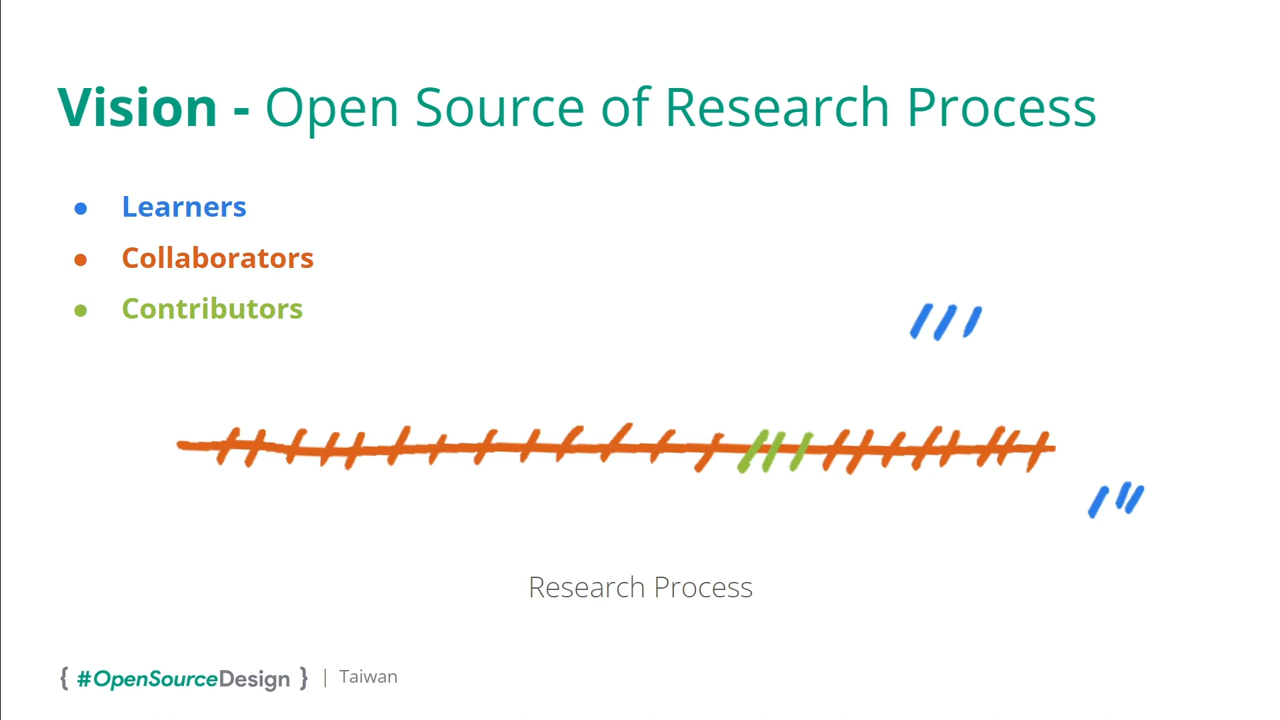 Vision - Open Source of Research Process
● Learners
● Collaborators
● Contributors
Research Process
{ #OpenSourceDesign } | Taiwan